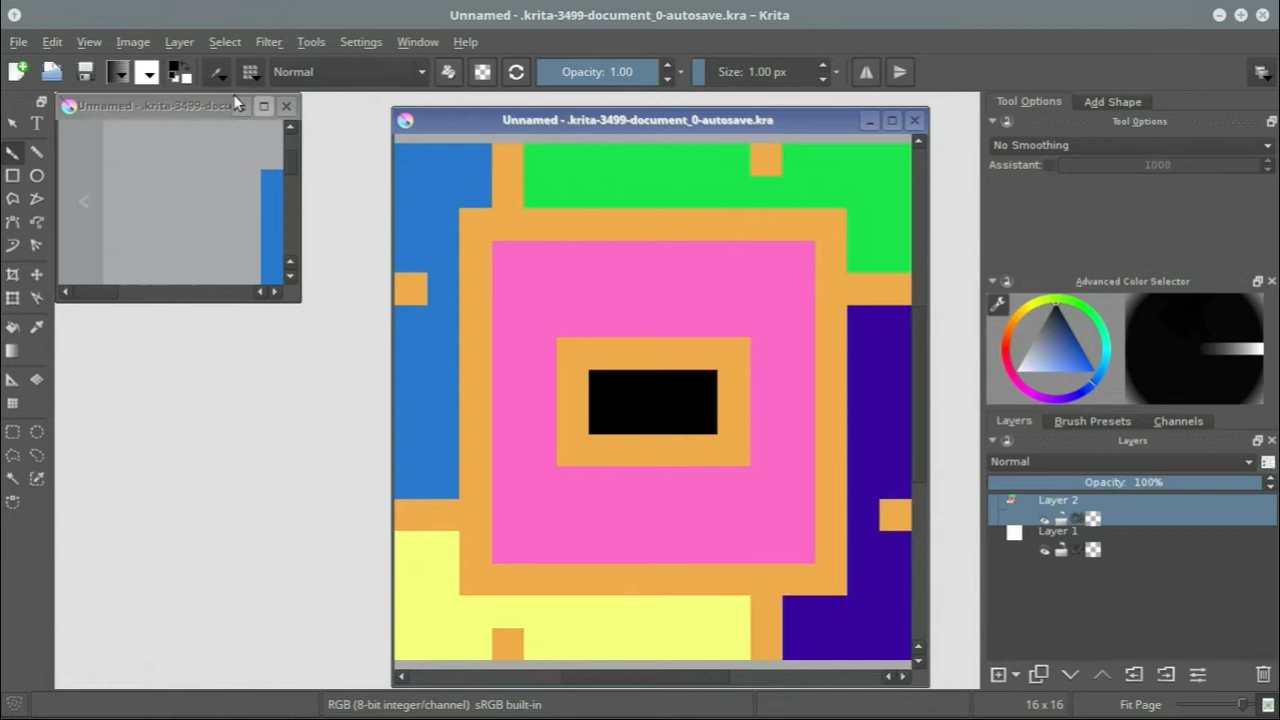 Unnamed - .krita-3499-document_0-autosave.kra – Krita
File Edit View Image Layer Select Filter Tools Settings Window Help
Normal Opacity: 1.00 Size: 1.00 px
Unnamed - .krita-3499-docu
Unnamed - .krita-3499-document_0-autosave.kra
Tool Options Add Shape
Tool Options
No Smoothing
Assistant: 1000
Advanced Color Selector
Layers Brush Presets Channels
Layers
Normal
Opacity: 100%
Layer 2
Layer 1
RGB (8-bit integer/channel) sRGB built-in 16 x 16 Fit Page